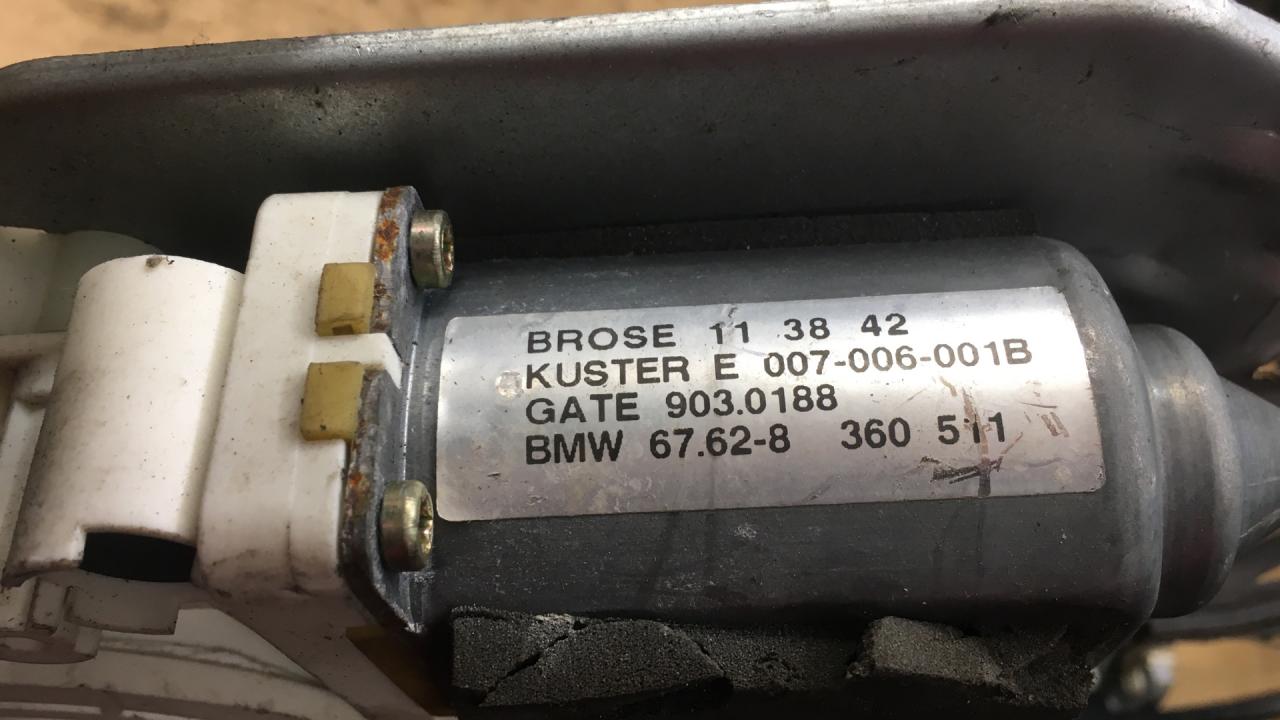 BROSE 11 38 42
KUSTER E 007-006-001B
GATE 903.0188
BMW 67.62-8 360 511